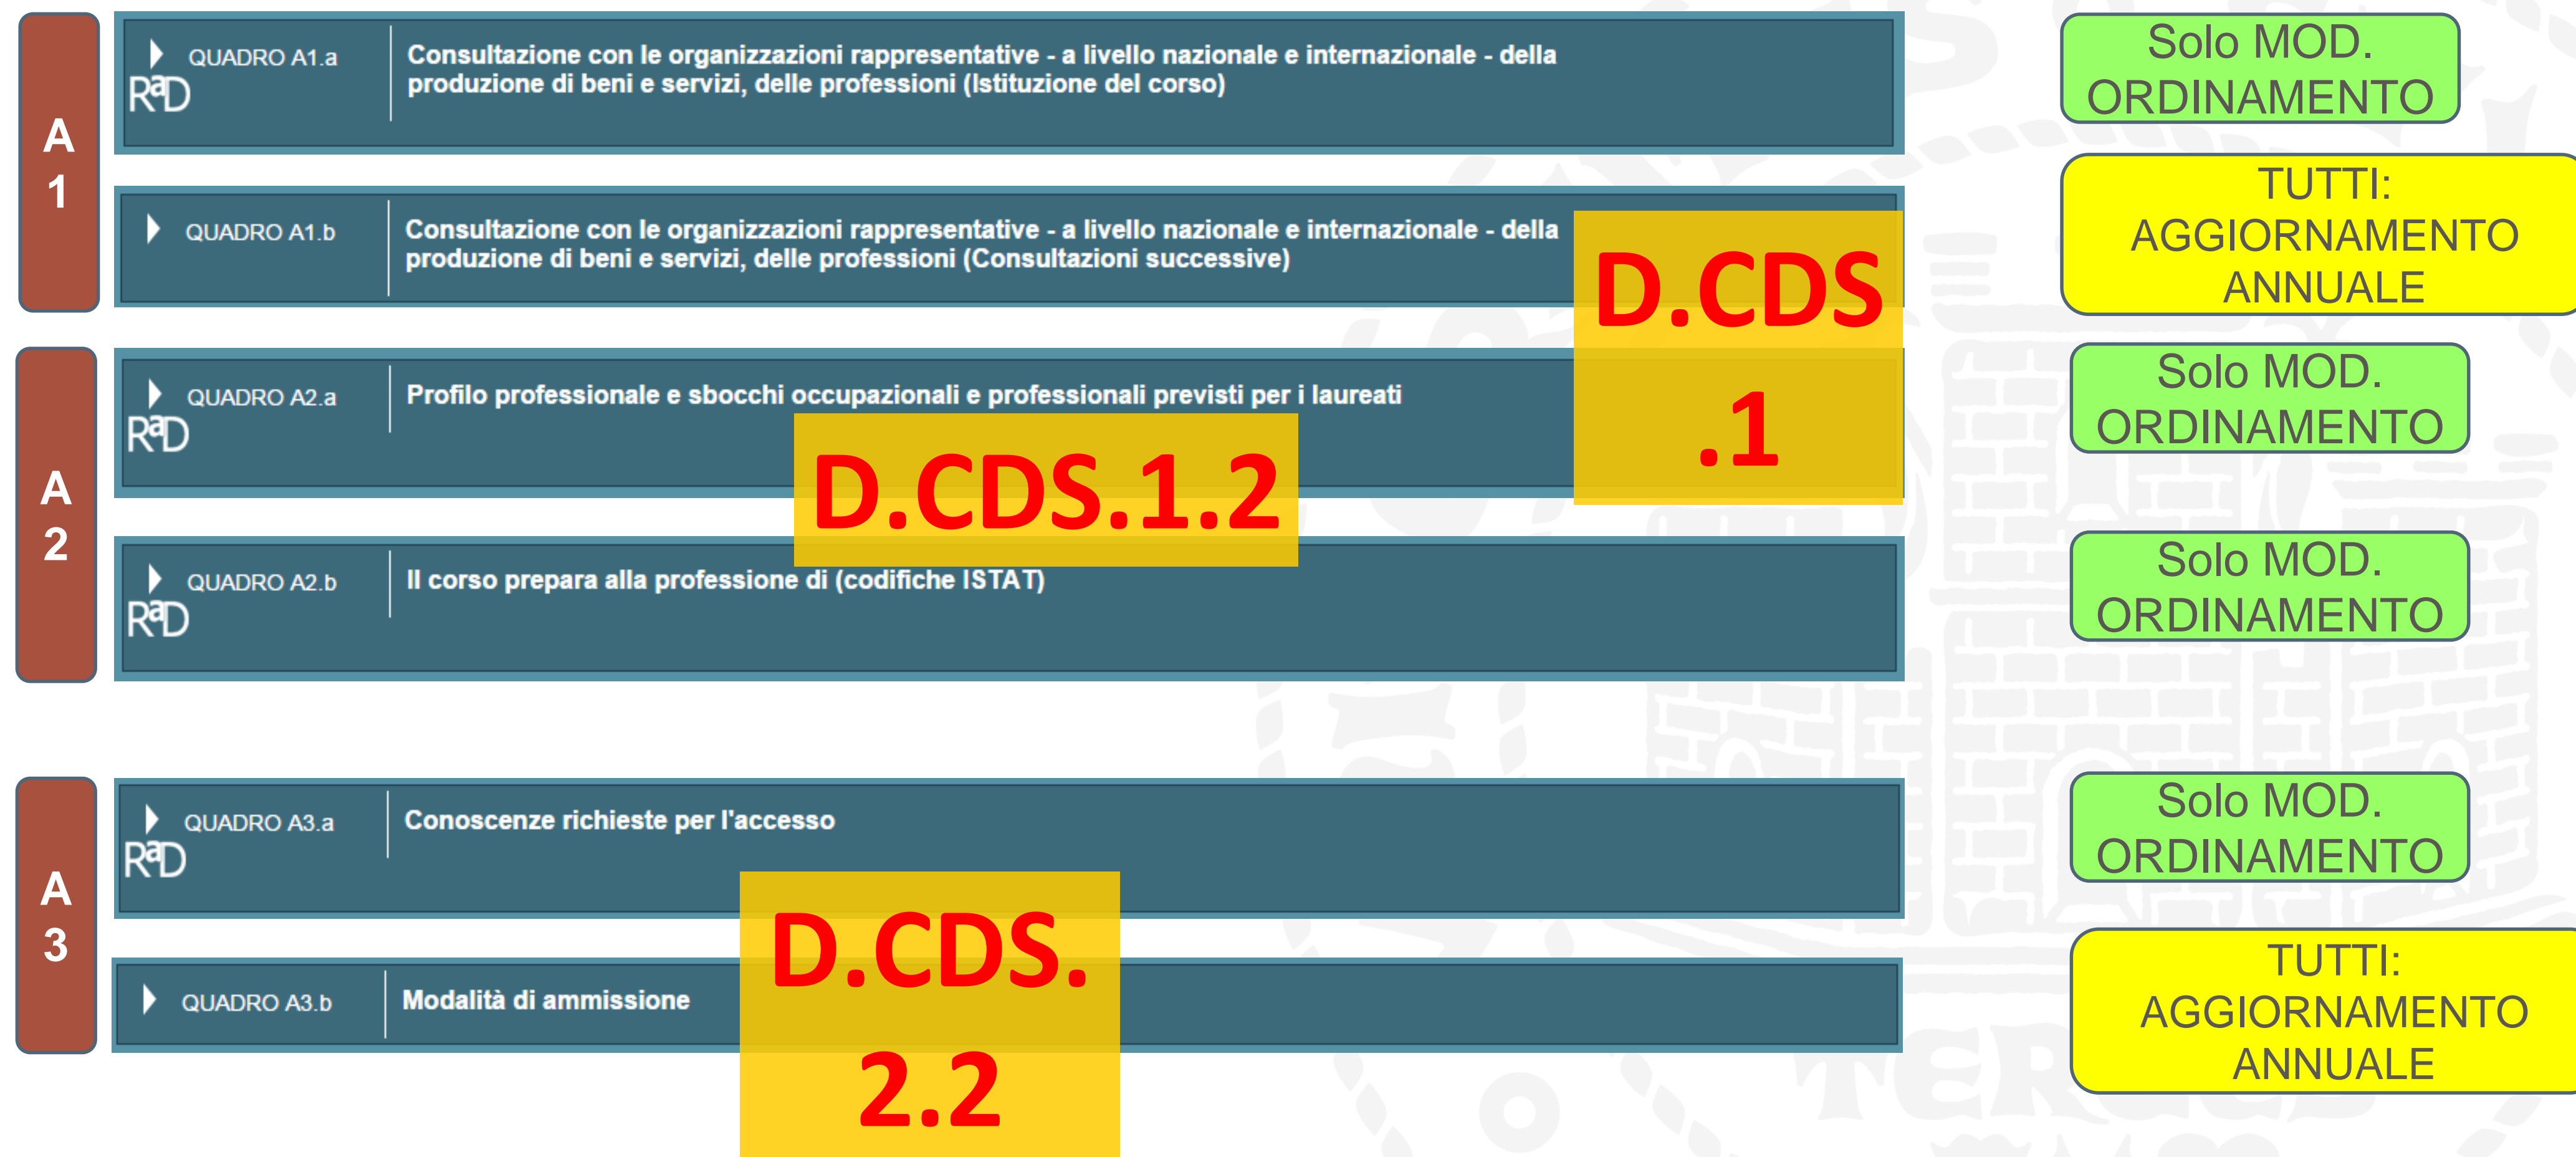 A
1
QUADRO A1.a
RaD
Consultazione con le organizzazioni rappresentative - a livello nazionale e internazionale - della
produzione di beni e servizi, delle professioni (Istituzione del corso)
Solo MOD.
ORDINAMENTO
QUADRO A1.b
Consultazione con le organizzazioni rappresentative - a livello nazionale e internazionale - della
produzione di beni e servizi, delle professioni (Consultazioni successive)
TUTTI:
AGGIORNAMENTO
ANNUALE
D.CDS
.1
A
2
QUADRO A2.a
RaD
Profilo professionale e sbocchi occupazionali e professionali previsti per i laureati
Solo MOD.
ORDINAMENTO
D.CDS.1.2
QUADRO A2.b
RaD
Il corso prepara alla professione di (codifiche ISTAT)
Solo MOD.
ORDINAMENTO
A
3
QUADRO A3.a
RaD
Conoscenze richieste per l'accesso
Solo MOD.
ORDINAMENTO
D.CDS.
2.2
QUADRO A3.b
Modalità di ammissione
TUTTI:
AGGIORNAMENTO
ANNUALE